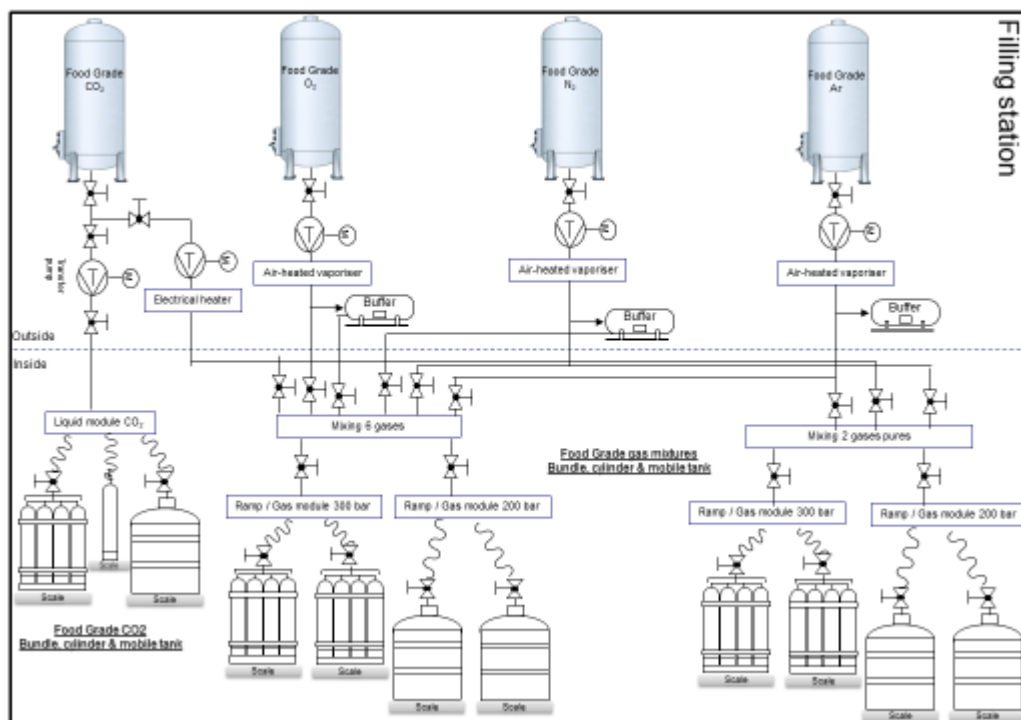 Filling station
Food Grade
CO₂
Food Grade
O₂
Food Grade
N₂
Food Grade
Ar
Transfer
pump
M
M
M
M
M
Electrical heater
Air-heated vaporiser
Air-heated vaporiser
Air-heated vaporiser
Buffer
Buffer
Buffer
Outside
Inside
Liquid module CO₂
Mixing 6 gases
Mixing 2 gases pures
Food Grade gas mixtures
Bundle, cilinder & mobile tank
Ramp / Gas module 300 bar
Ramp / Gas module 200 bar
Ramp / Gas module 300 bar
Ramp / Gas module 200 bar
Scale
Scale
Scale
Food Grade CO2
Bundle, cilinder & mobile tank
Scale
Scale
Scale
Scale
Scale
Scale
Scale
Scale